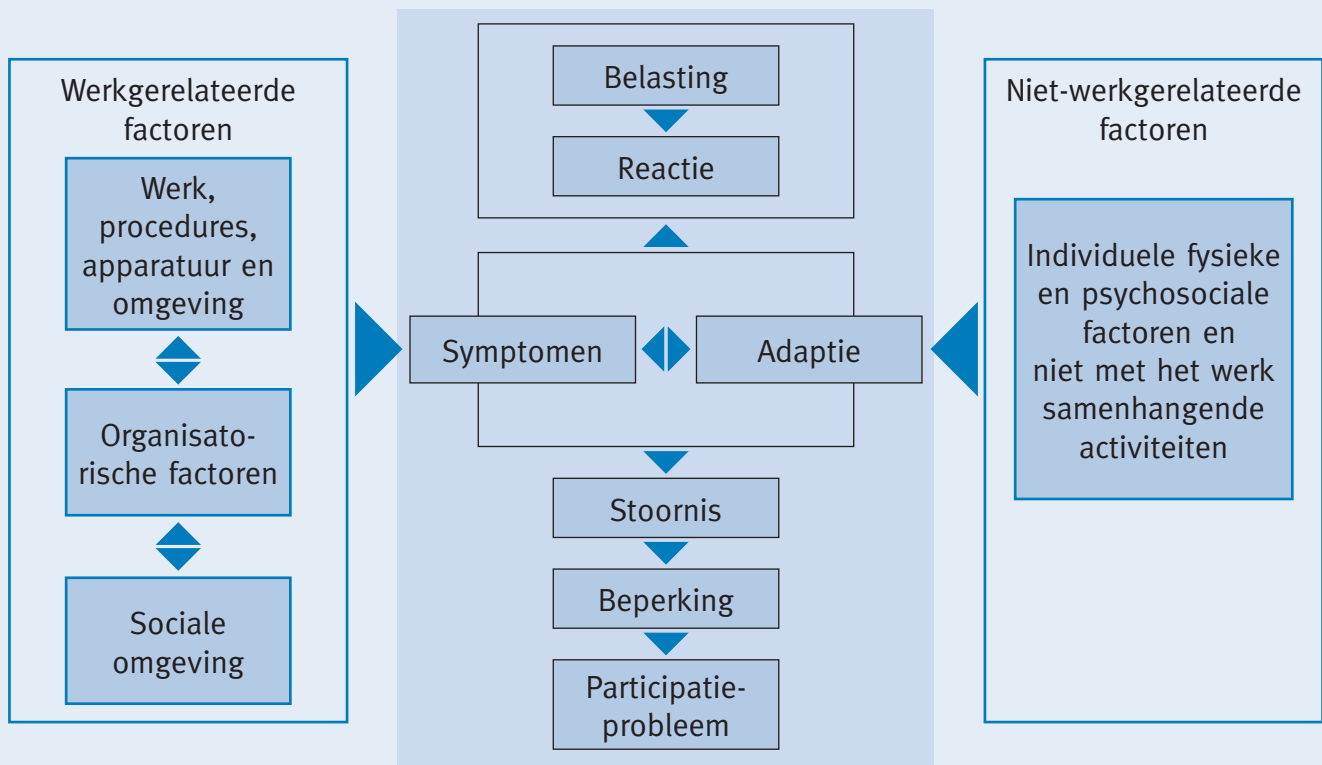 Werkgerelateerde
factoren
Werk,
procedures,
apparatuur en
omgeving
Organisato-
rische factoren
Sociale
omgeving
Belasting
Reactie
Symptomen
Adaptie
Stoornis
Beperking
Participatie-
probleem
Niet-werkgerelateerde
factoren
Individuele fysieke
en psychosociale
factoren en
niet met het werk
samenhangende
activiteiten